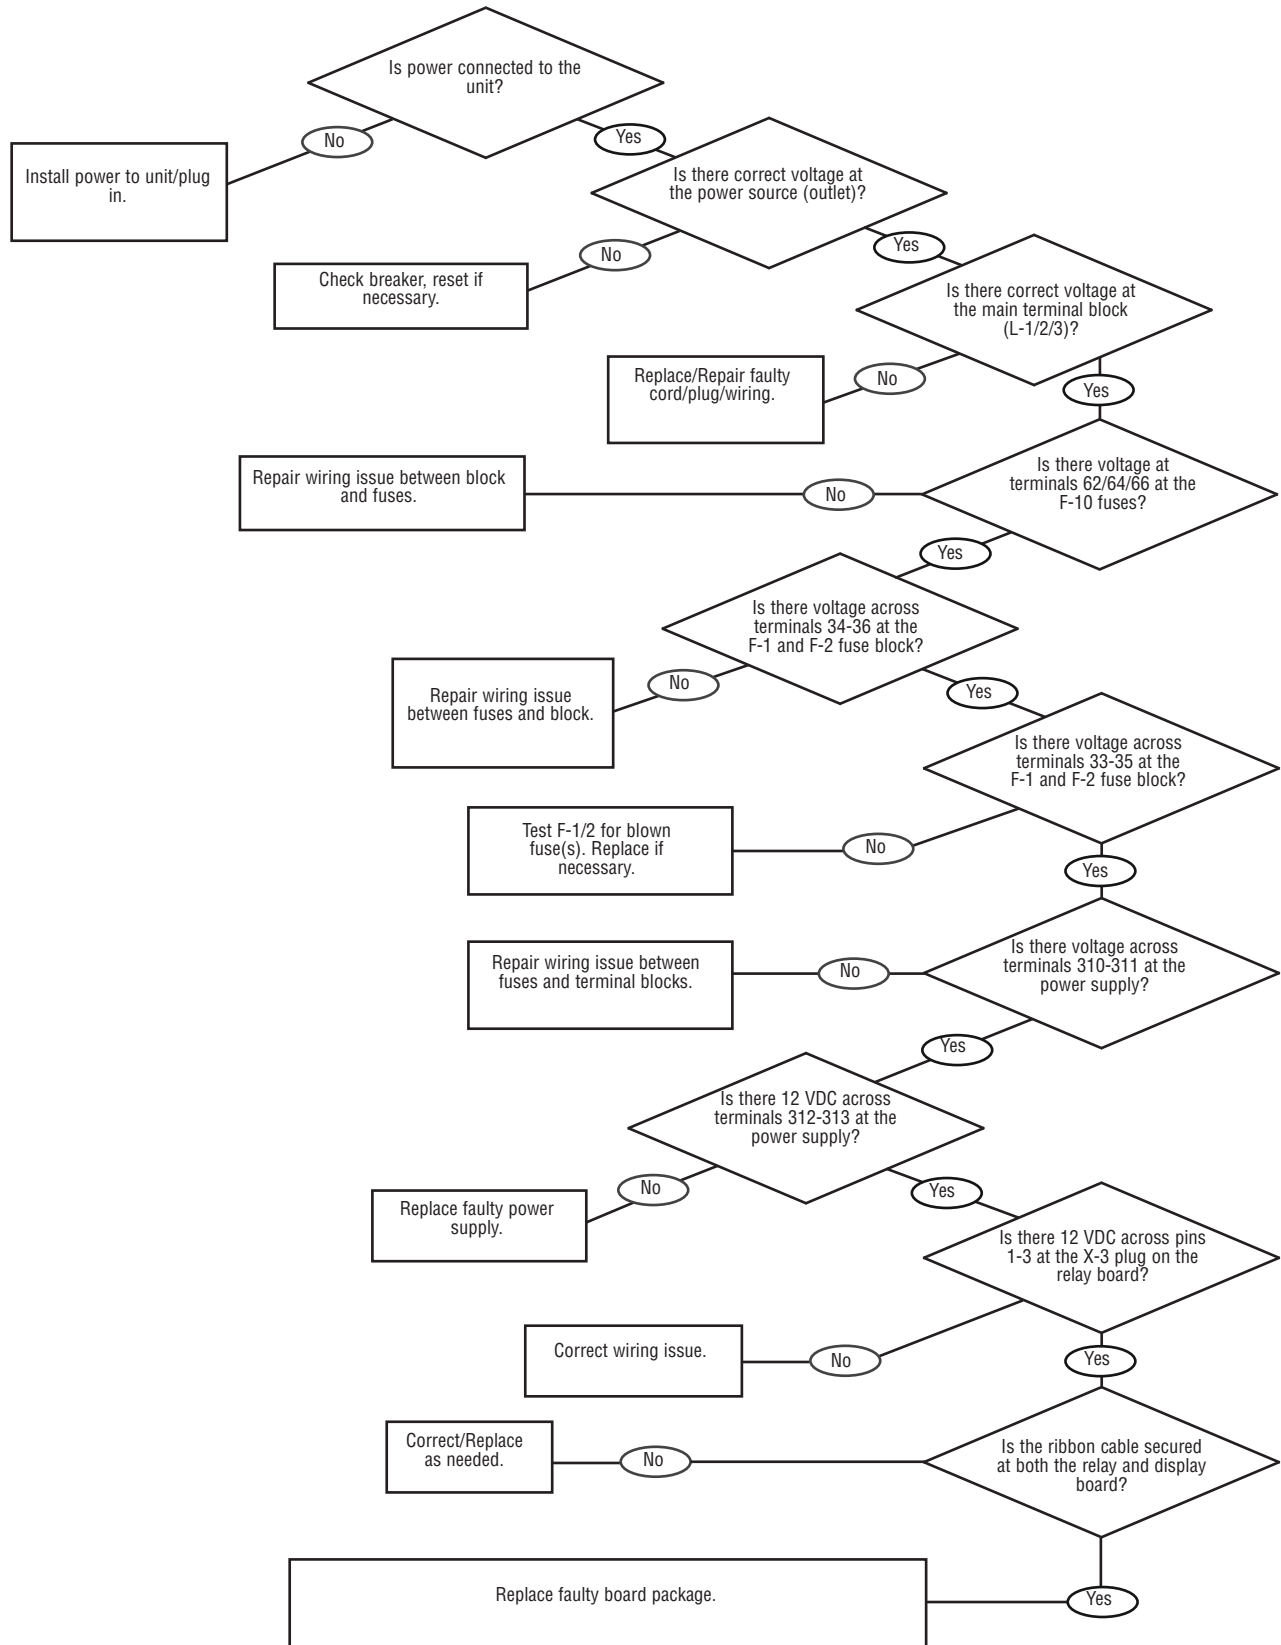 Is power connected to the
unit?
No
Yes
Install power to unit/plug
in.
Is there correct voltage at
the power source (outlet)?
No
Yes
Check breaker, reset if
necessary.
Is there correct voltage at
the main terminal block
(L-1/2/3)?
No
Yes
Replace/Repair faulty
cord/plug/wiring.
Is there voltage at
terminals 62/64/66 at the
F-10 fuses?
No
Repair wiring issue between block
and fuses.
Yes
Is there voltage across
terminals 34-36 at the
F-1 and F-2 fuse block?
No
Yes
Repair wiring issue
between fuses and block.
Is there voltage across
terminals 33-35 at the
F-1 and F-2 fuse block?
No
Yes
Test F-1/2 for blown
fuse(s). Replace if
necessary.
Is there voltage across
terminals 310-311 at the
power supply?
No
Repair wiring issue between
fuses and terminal blocks.
Yes
Is there 12 VDC across
terminals 312-313 at the
power supply?
No
Yes
Replace faulty power
supply.
Is there 12 VDC across pins
1-3 at the X-3 plug on the
relay board?
No
Yes
Correct wiring issue.
Is the ribbon cable secured
at both the relay and display
board?
No
Correct/Replace
as needed.
Yes
Replace faulty board package.